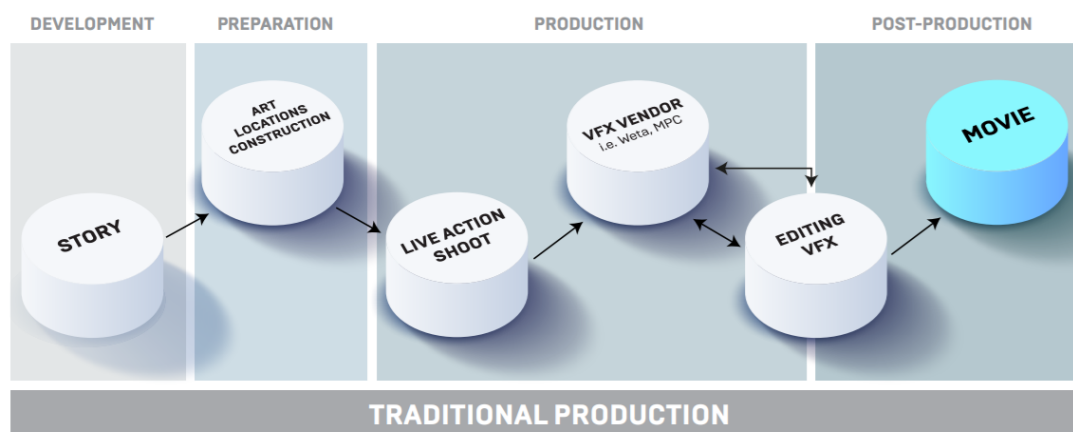 DEVELOPMENT
PREPARATION
PRODUCTION
POST-PRODUCTION
STORY
ART
LOCATIONS
CONSTRUCTION
LIVE ACTION
SHOOT
VFX VENDOR
i.e. Weta, MPC
EDITING
VFX
MOVIE
TRADITIONAL PRODUCTION